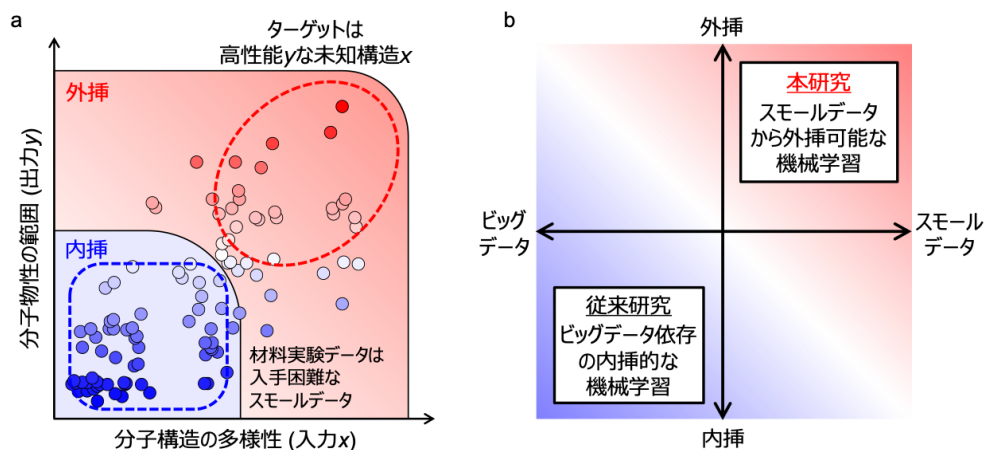 a
ターゲットは
高性能yな未知構造x
外挿
内挿
分子物性の範囲 (出力y)
材料実験データは
入手困難な
スモールデータ
分子構造の多様性 (入力x)
b
外挿
本研究
スモールデータ
から外挿可能な
機械学習
ビッグ
データ
スモール
データ
従来研究
ビッグデータ依存
の内挿的な
機械学習
内挿